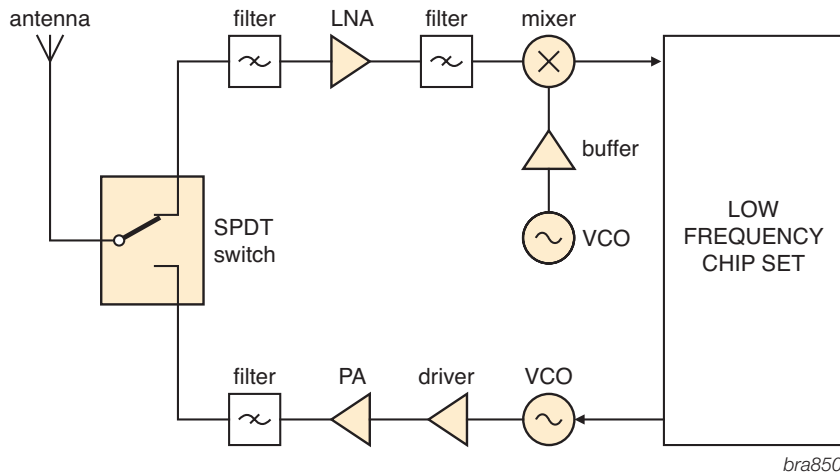 antenna
filter
LNA
filter
mixer
buffer
VCO
SPDT
switch
LOW
FREQUENCY
CHIP SET
filter
PA
driver
VCO
bra850